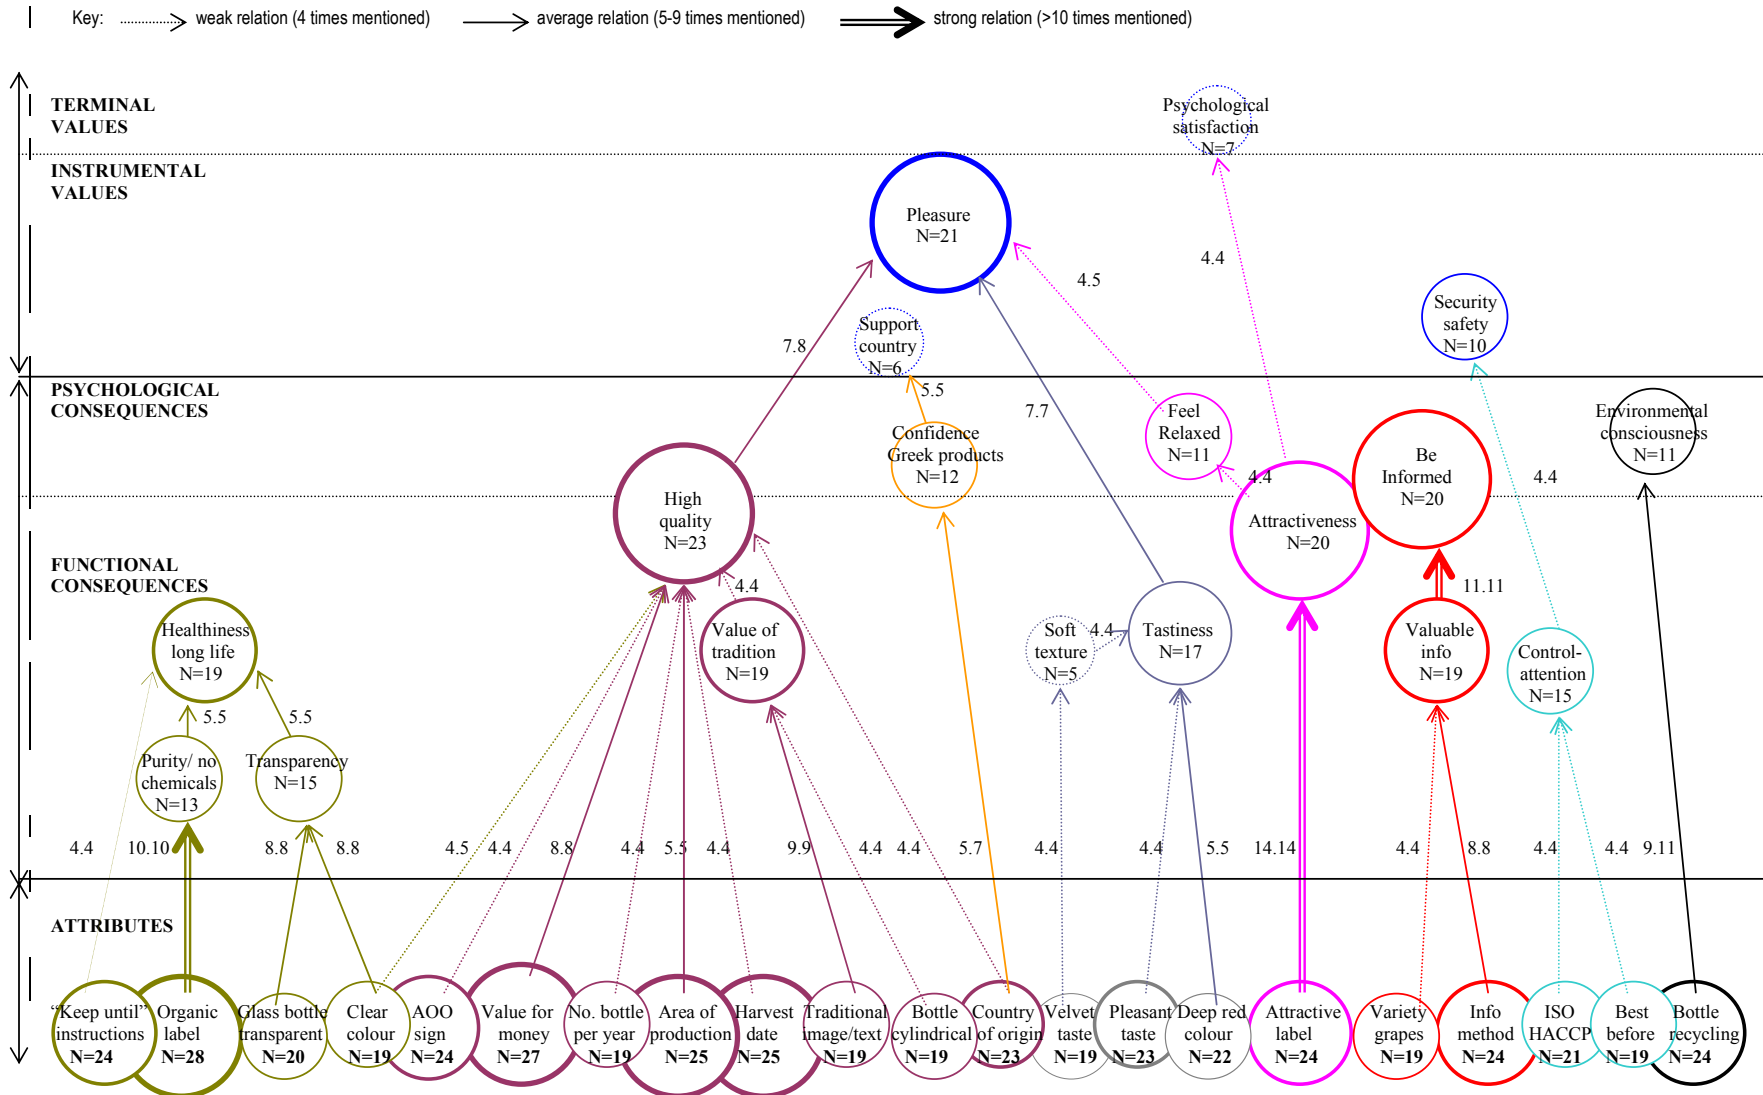 Key:
weak relation (4 times mentioned)
average relation (5-9 times mentioned)
strong relation (>10 times mentioned)
TERMINAL
VALUES
Psychological
satisfaction
N=7
INSTRUMENTAL
VALUES
Pleasure
N=21
4.4
4.5
Security
safety
N=10
Support
country
N=6
7.8
PSYCHOLOGICAL
CONSEQUENCES
5.5
7.7
Feel
Relaxed
N=11
Environmental
consciousness
N=11
Confidence
Greek products
N=12
Be
Informed
N=20
4.4
4.4
High
quality
N=23
Attractiveness
N=20
FUNCTIONAL
CONSEQUENCES
4.4
11.11
Healthiness
long life
N=19
Value of
tradition
N=19
Soft
texture
N=5
4.4
Tastiness
N=17
Valuable
info
N=19
Control-
attention
N=15
5.5
5.5
Purity/ no
chemicals
N=13
Transparency
N=15
4.4
10.10
8.8
8.8
4.5
4.4
8.8
4.4
5.5
4.4
9.9
4.4
4.4
5.7
4.4
4.4
5.5
14.14
4.4
8.8
4.4
4.4
9.11
ATTRIBUTES
“Keep until”
instructions
N=24
Organic
label
N=28
Glass bottle
transparent
N=20
Clear
colour
N=19
AOO
sign
N=24
Value for
money
N=27
No. bottle
per year
N=19
Area of
production
N=25
Harvest
date
N=25
Traditional
image/text
N=19
Bottle
cylindrical
N=19
Country
of origin
N=23
Velvet
taste
N=19
Pleasant
taste
N=23
Deep red
colour
N=22
Attractive
label
N=24
Variety
grapes
N=19
Info
method
N=24
ISO
HACCP
N=21
Best
before
N=19
Bottle
recycling
N=24